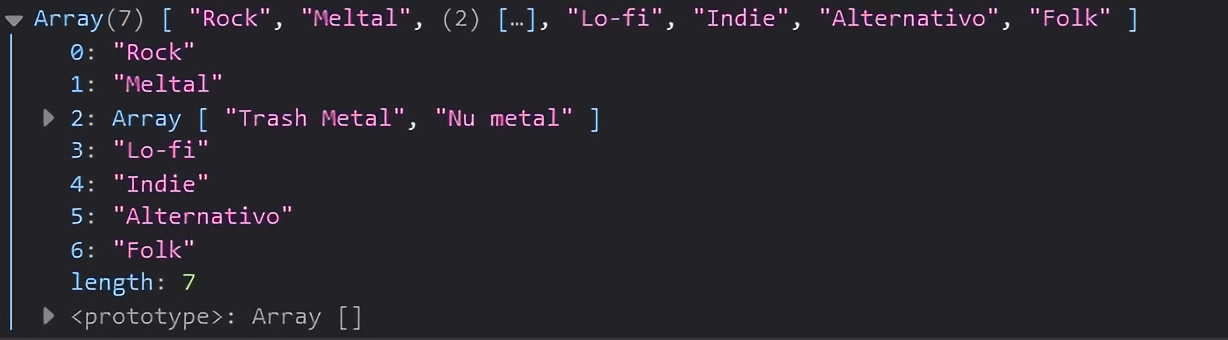 Array(7) [ "Rock", "Meltal", (2) […], "Lo-fi", "Indie", "Alternativo", "Folk" ]
0: "Rock"
1: "Meltal"
2: Array [ "Trash Metal", "Nu metal" ]
3: "Lo-fi"
4: "Indie"
5: "Alternativo"
6: "Folk"
length: 7
<prototype>: Array []